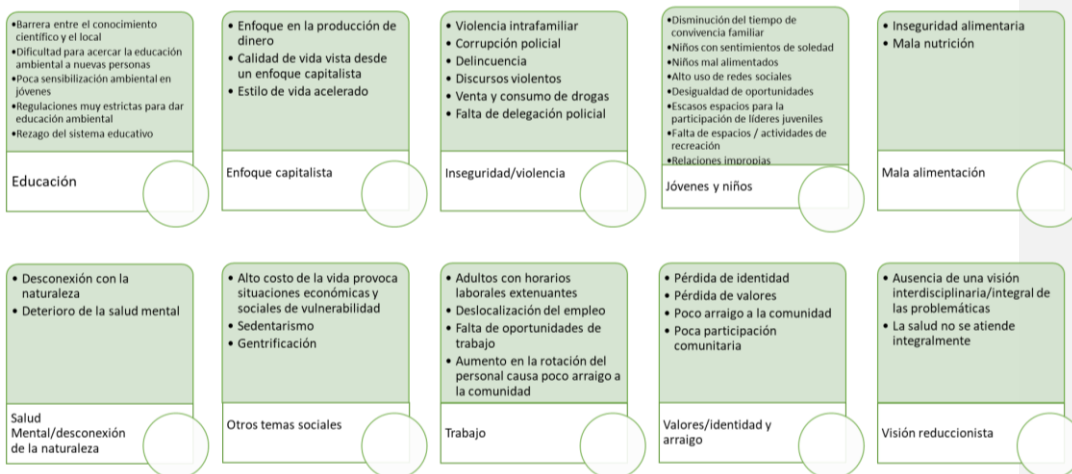 •Barrera entre el conocimiento
científico y el local
•Dificultad para acercar la educación
ambiental a nuevas personas
•Poca sensibilización ambiental en
jóvenes
•Regulaciones muy estrictas para dar
educación ambiental
•Rezago del sistema educativo
Educación
• Enfoque en la producción de
dinero
• Calidad de vida vista desde
un enfoque capitalista
• Estilo de vida acelerado
Enfoque capitalista
• Violencia intrafamiliar
• Corrupción policial
• Delincuencia
• Discursos violentos
• Venta y consumo de drogas
• Falta de delegación policial
Inseguridad/violencia
•Disminución del tiempo de
convivencia familiar
•Niños con sentimientos de soledad
•Niños mal alimentados
•Alto uso de redes sociales
•Desigualdad de oportunidades
•Escasos espacios para la
participación de líderes juveniles
•Falta de espacios / actividades de
recreación
•Relaciones impropias
Jóvenes y niños
• Inseguridad alimentaria
• Mala nutrición
Mala alimentación
• Desconexión con la
naturaleza
• Deterioro de la salud mental
Salud
Mental/desconexión
de la naturaleza
• Alto costo de la vida provoca
situaciones económicas y
sociales de vulnerabilidad
• Sedentarismo
• Gentrificación
Otros temas sociales
• Adultos con horarios
laborales extenuantes
• Deslocalización del empleo
• Falta de oportunidades de
trabajo
• Aumento en la rotación del
personal causa poco arraigo a
la comunidad
Trabajo
• Pérdida de identidad
• Pérdida de valores
• Poco arraigo a la comunidad
• Poca participación
comunitaria
Valores/identidad y
arraigo
• Ausencia de una visión
interdisciplinaria/integral de
las problemáticas
• La salud no se atiende
integralmente
Visión reduccionista